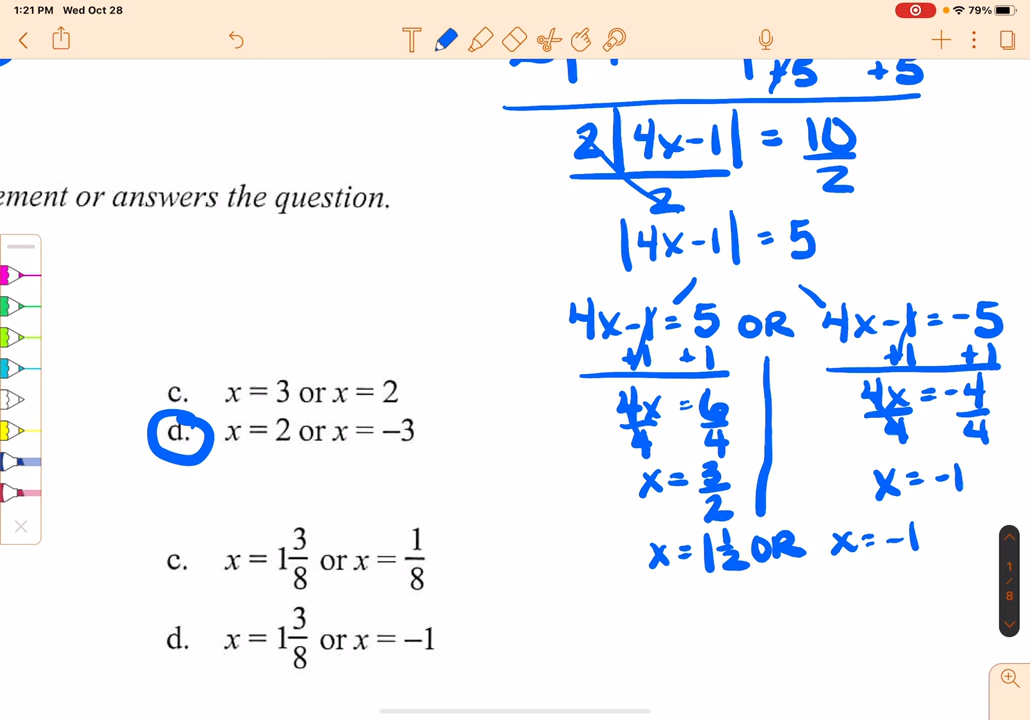 1:21 PM Wed Oct 28
79%
T
+5 +5
2|4x-1| = 10/2
2
ement or answers the question.
|4x-1| = 5
4x-1 = 5 OR 4x-1 = -5
+1 +1 +1 +1
c. x = 3 or x = 2
4x/4 = 6/4 4x/4 = -4/4
d. x = 2 or x = −3
x = 3/2 x = -1
x = 1 1/2 OR x = -1
c. x = 1 3/8 or x = 1/8
d. x = 1 3/8 or x = −1
1/8